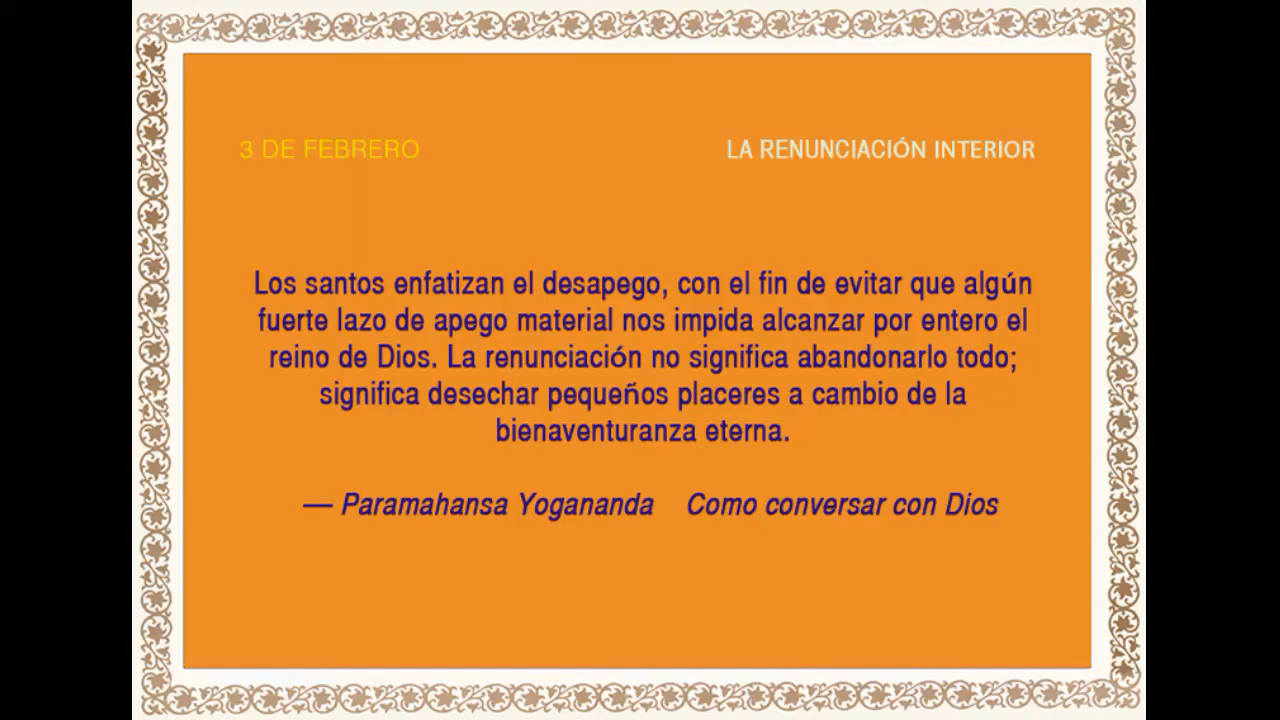 3 DE FEBRERO
LA RENUNCIACIÓN INTERIOR
Los santos enfatizan el desapego, con el fin de evitar que algún
fuerte lazo de apego material nos impida alcanzar por entero el
reino de Dios. La renunciación no significa abandonarlo todo;
significa desechar pequeños placeres a cambio de la
bienaventuranza eterna.
— Paramahansa Yogananda Como conversar con Dios